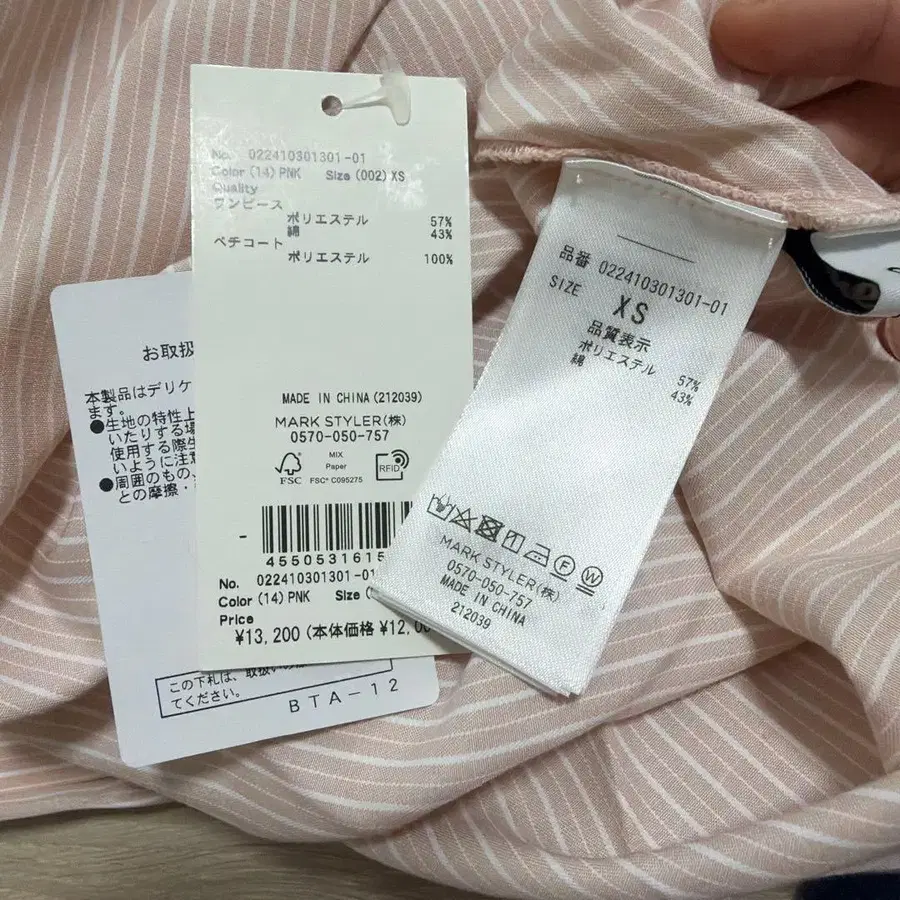 No. 022410301301-01
Color (14) PNK Size (002) XS
Quality
ワンピース
ポリエステル 57%
綿 43%
ペチコート
ポリエステル 100%
MADE IN CHINA (212039)
MARK STYLER(株)
0570-050-757
FSC
MIX
Paper
FSC® C095275
RFID
4550531615
No. 022410301301-01
Color (14) PNK Size (
Price
¥13,200 (本体価格 ¥12,00
お取扱
本製品はデリケ
ます。
●生地の特性上
いたりする場
使用する際生
いように注意
●周囲のもの、
との摩擦・
この下札は、取扱いの
てください。
BTA-12
品番 022410301301-01
SIZE XS
品質表示
ポリエステル 57%
綿 43%
F
W
MARK STYLER(株)
0570-050-757
MADE IN CHINA
212039